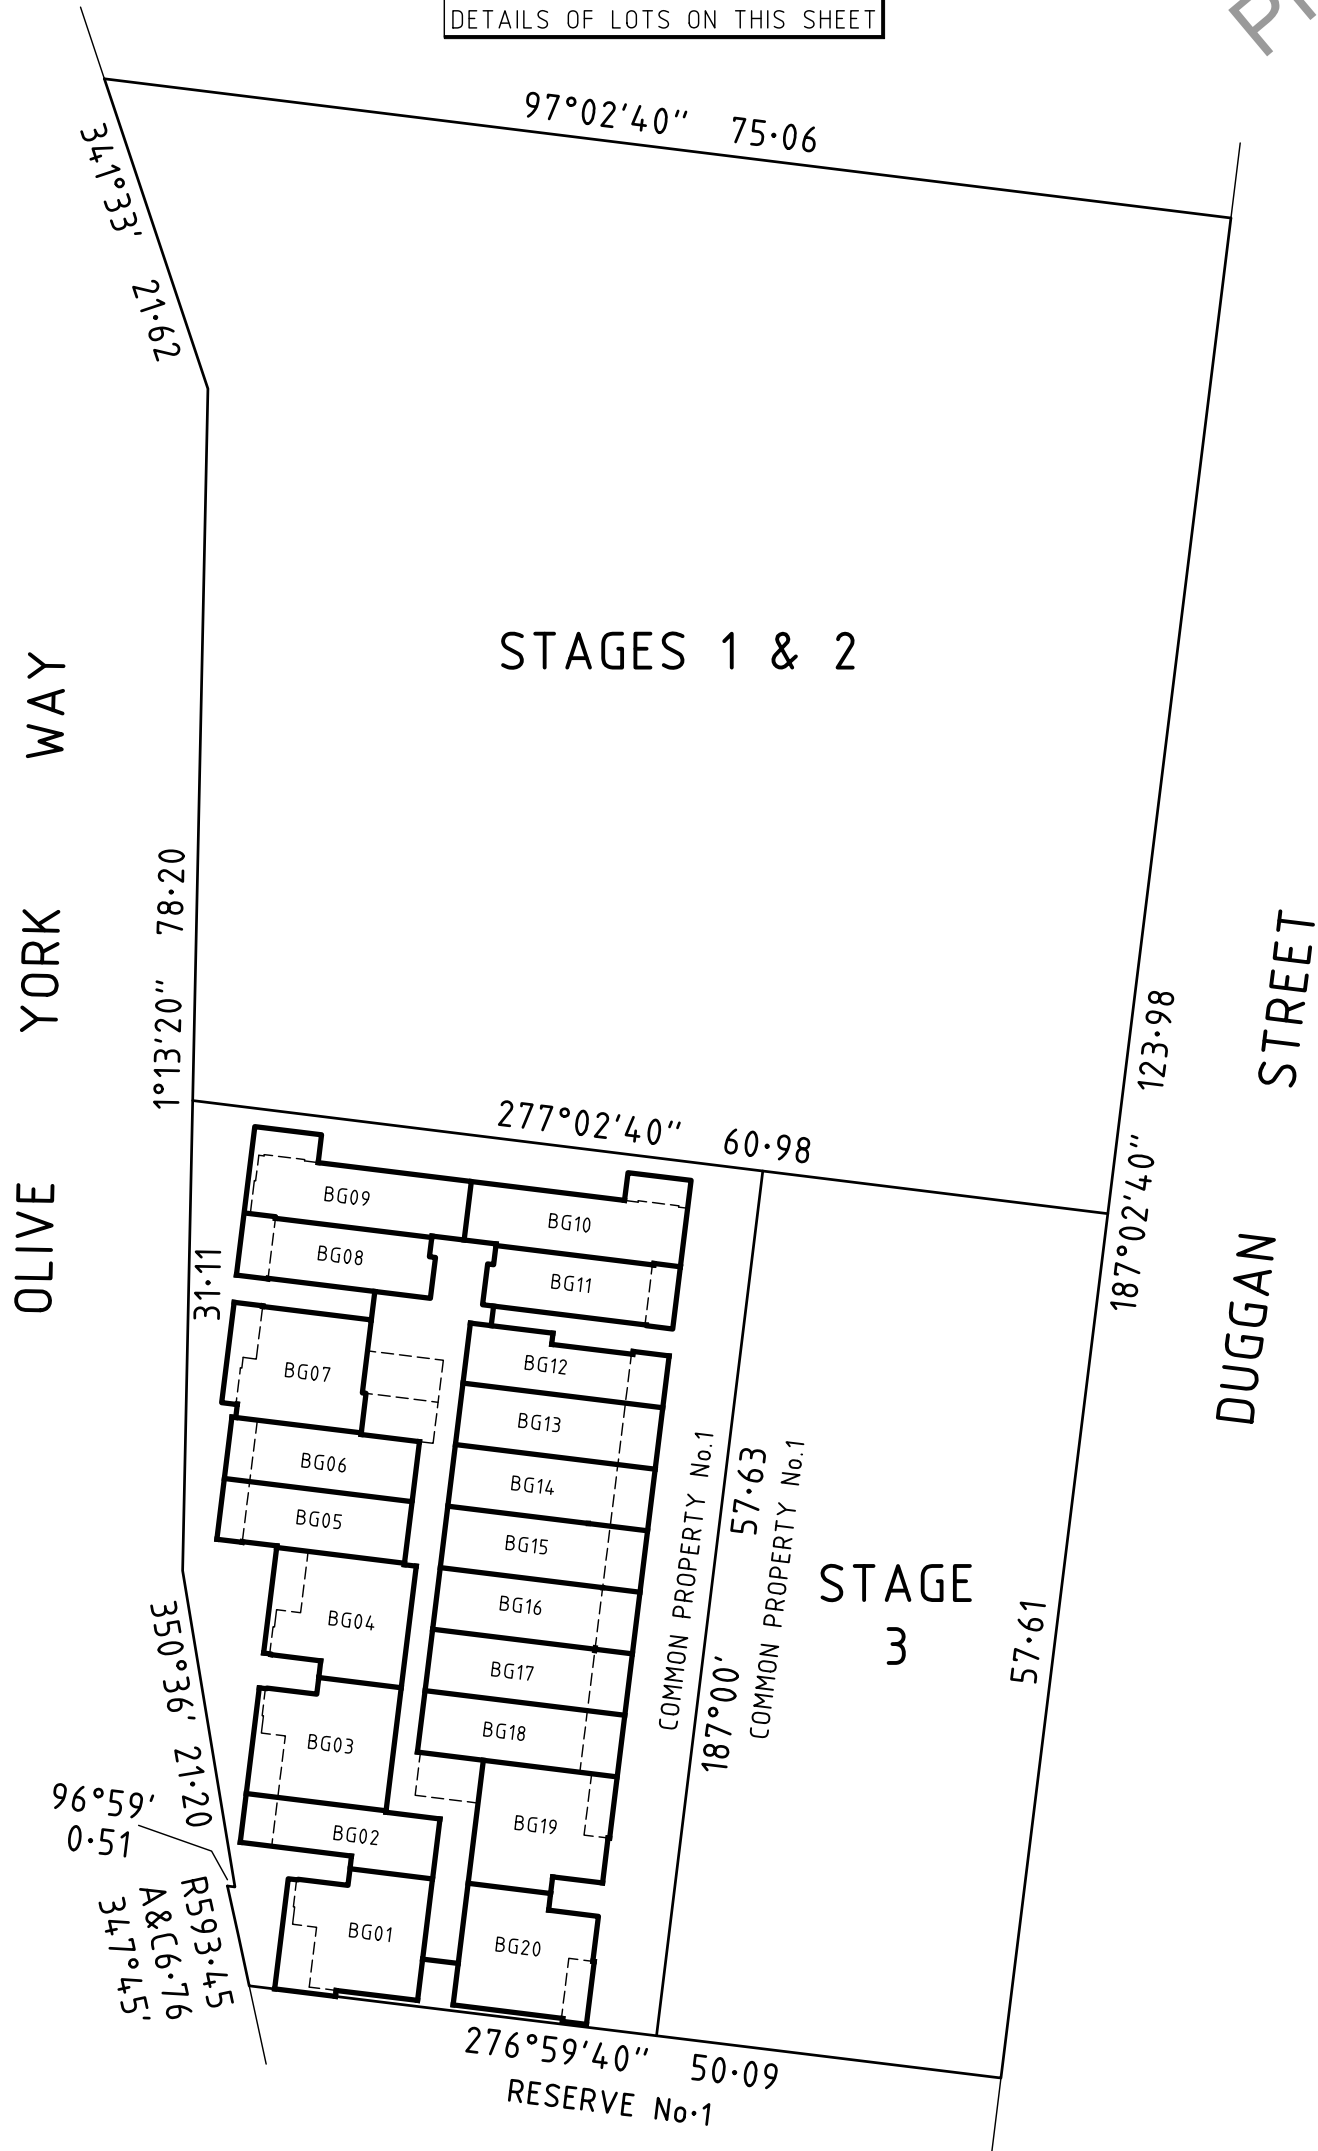 DETAILS OF LOTS ON THIS SHEET
97°02'40" 75·06
341°33' 21·62
STAGES 1 & 2
OLIVE YORK WAY
1°13'20" 78·20
DUGGAN STREET
187°02'40" 123·98
277°02'40" 60·98
31·11
BG09
BG10
BG08
BG11
BG07
BG12
BG13
BG06
BG14
BG05
BG15
BG04
BG16
BG17
BG03
BG18
BG02
BG19
BG01
BG20
COMMON PROPERTY No.1
187°00' 57·63
COMMON PROPERTY No.1
STAGE
3
57·61
350°36' 21·20
96°59'
0·51
R593·45
A&C6·76
347°45'
276°59'40" 50·09
RESERVE No·1